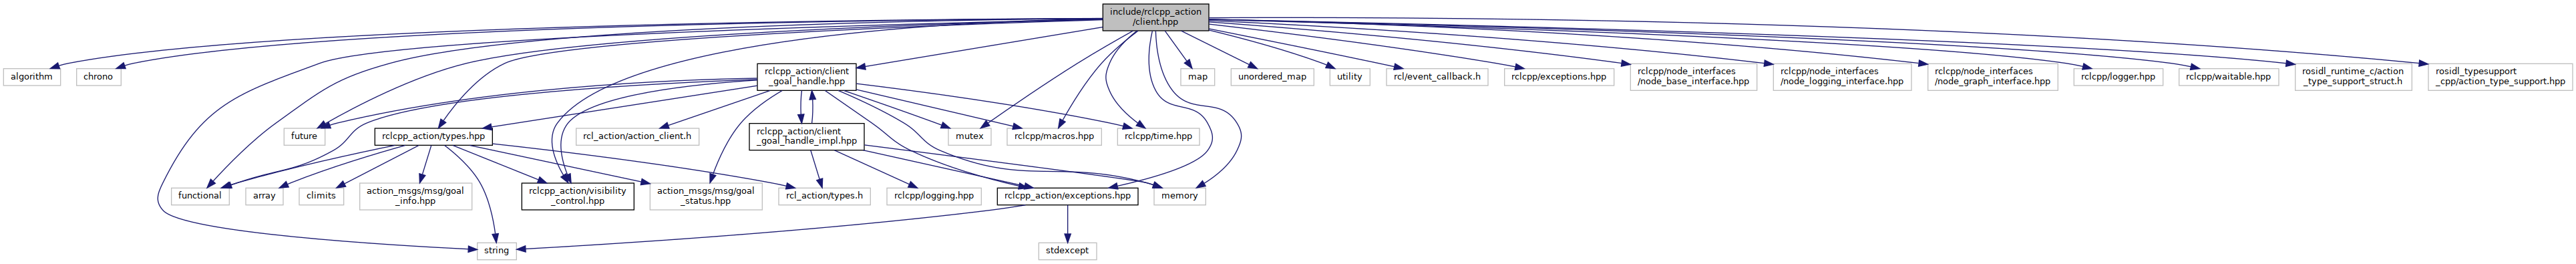 include/rclcpp_action
/client.hpp
algorithm
chrono
rclcpp_action/client
_goal_handle.hpp
map
unordered_map
utility
rcl/event_callback.h
rclcpp/exceptions.hpp
rclcpp/node_interfaces
/node_base_interface.hpp
rclcpp/node_interfaces
/node_logging_interface.hpp
rclcpp/node_interfaces
/node_graph_interface.hpp
rclcpp/logger.hpp
rclcpp/waitable.hpp
rosidl_runtime_c/action
_type_support_struct.h
rosidl_typesupport
_cpp/action_type_support.hpp
future
rclcpp_action/types.hpp
rcl_action/action_client.h
rclcpp_action/client
_goal_handle_impl.hpp
mutex
rclcpp/macros.hpp
rclcpp/time.hpp
functional
array
climits
action_msgs/msg/goal
_info.hpp
rclcpp_action/visibility
_control.hpp
action_msgs/msg/goal
_status.hpp
rcl_action/types.h
rclcpp/logging.hpp
rclcpp_action/exceptions.hpp
memory
string
stdexcept